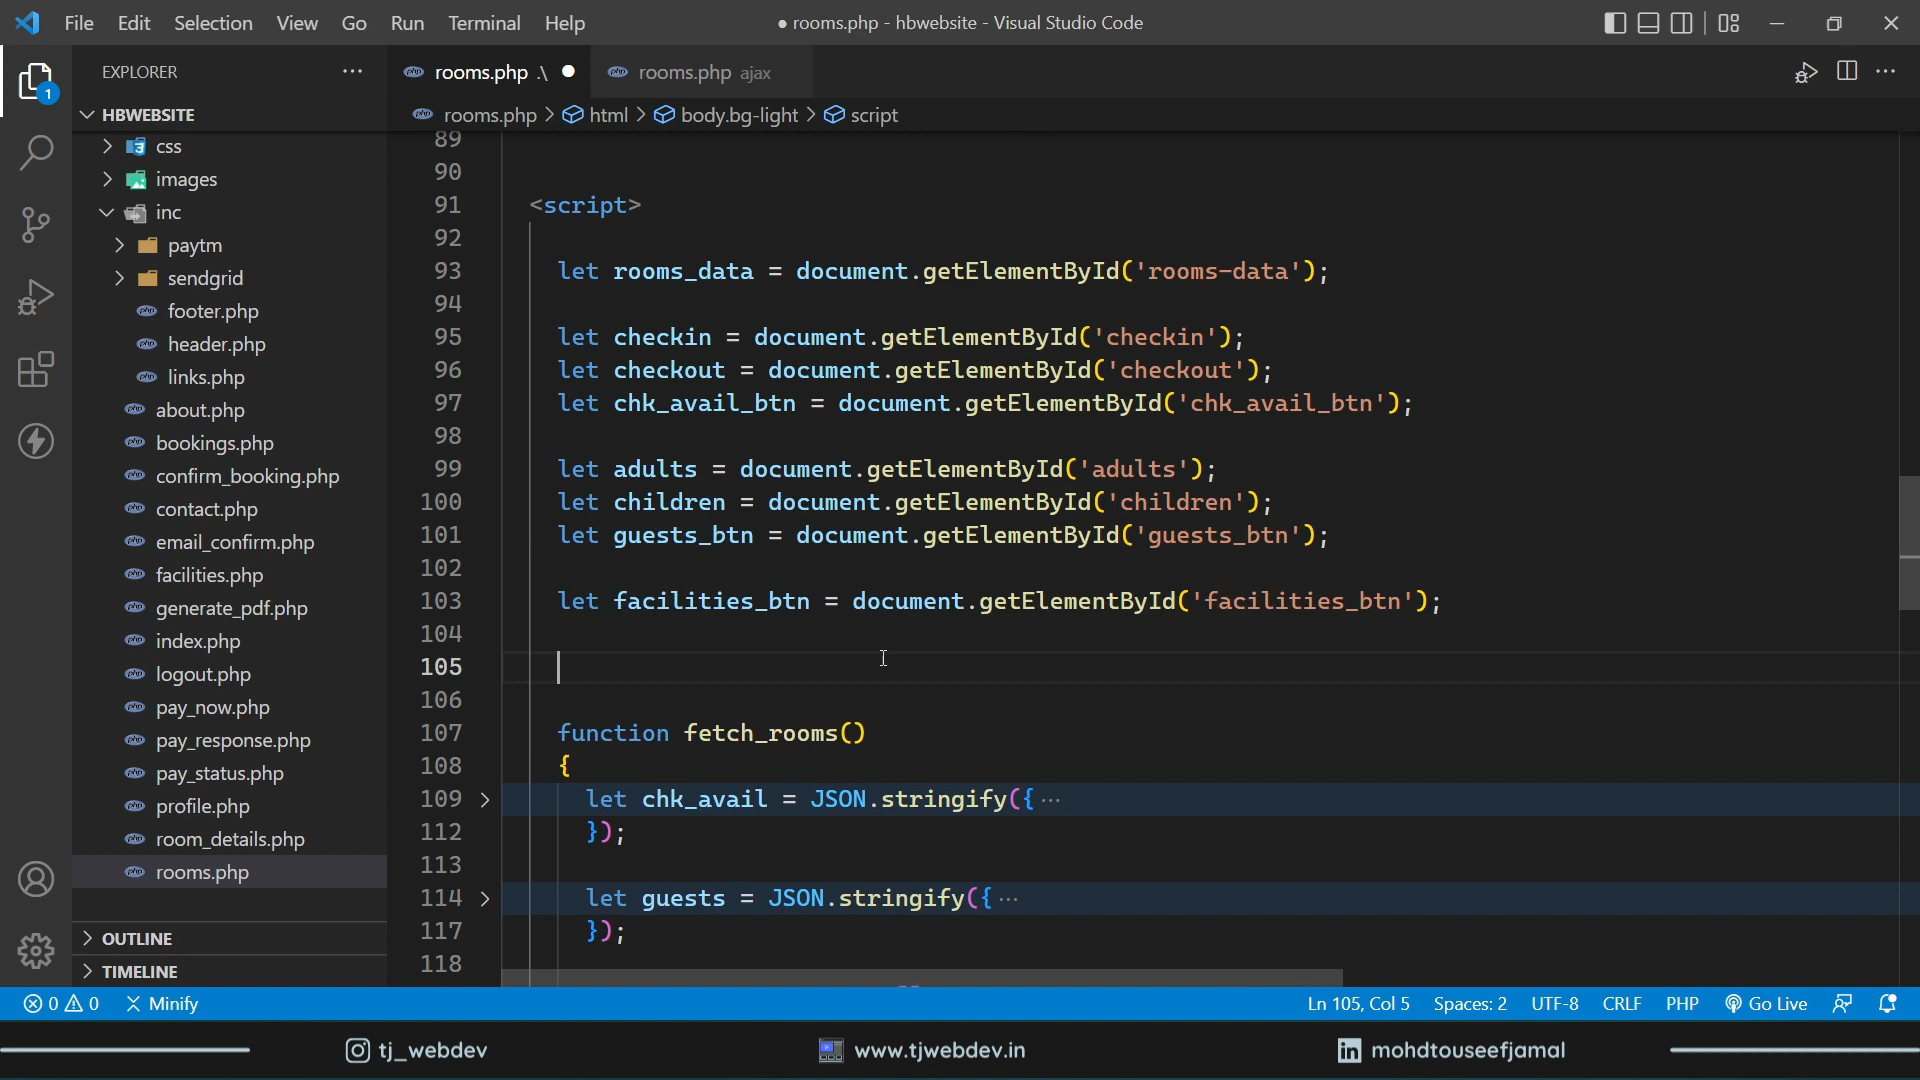 File Edit Selection View Go Run Terminal Help
● rooms.php - hbwebsite - Visual Studio Code
EXPLORER
rooms.php .\
rooms.php ajax
1
HBWEBSITE
rooms.php > html > body.bg-light > script
css
images
inc
paytm
sendgrid
footer.php
header.php
links.php
about.php
bookings.php
confirm_booking.php
contact.php
email_confirm.php
facilities.php
generate_pdf.php
index.php
logout.php
pay_now.php
pay_response.php
pay_status.php
profile.php
room_details.php
rooms.php
OUTLINE
TIMELINE
89
90
91 <script>
92
93 let rooms_data = document.getElementById('rooms-data');
94
95 let checkin = document.getElementById('checkin');
96 let checkout = document.getElementById('checkout');
97 let chk_avail_btn = document.getElementById('chk_avail_btn');
98
99 let adults = document.getElementById('adults');
100 let children = document.getElementById('children');
101 let guests_btn = document.getElementById('guests_btn');
102
103 let facilities_btn = document.getElementById('facilities_btn');
104
105
106
107 function fetch_rooms()
108 {
109 let chk_avail = JSON.stringify({ ...
112 });
113
114 let guests = JSON.stringify({ ...
117 });
118
0 0 Minify
Ln 105, Col 5 Spaces: 2 UTF-8 CRLF PHP Go Live
tj_webdev
www.tjwebdev.in
in mohdtouseefjamal